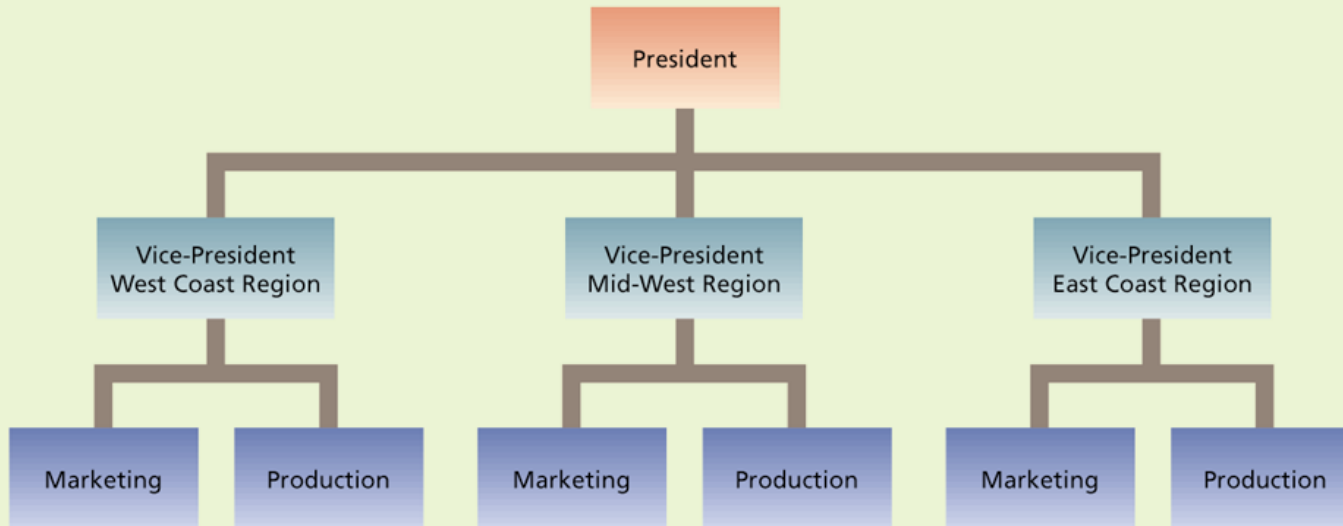 President
Vice-President
West Coast Region
Vice-President
Mid-West Region
Vice-President
East Coast Region
Marketing
Production
Marketing
Production
Marketing
Production